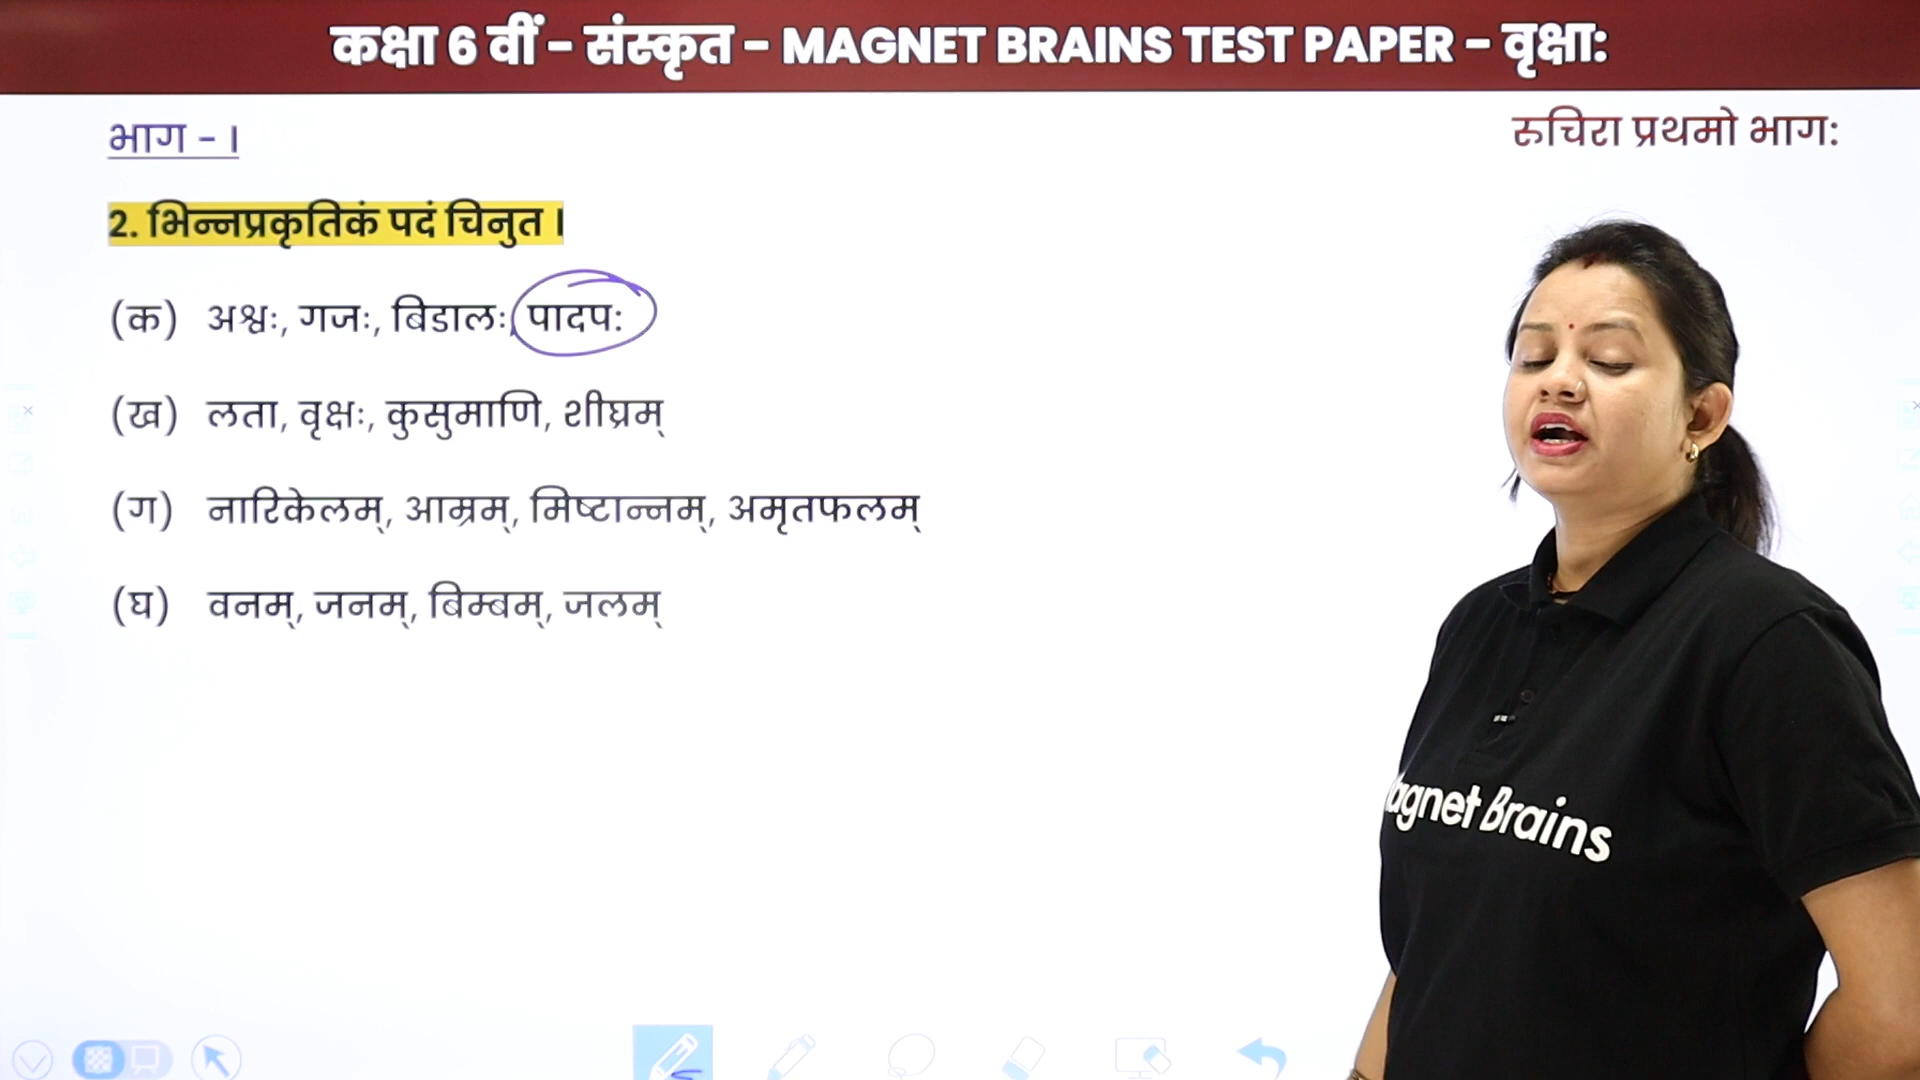 कक्षा 6 वीं - संस्कृत - MAGNET BRAINS TEST PAPER - वृक्षाः
भाग - I
रुचिरा प्रथमो भाग:
2. भिन्नप्रकृतिकं पदं चिनुत ।
(क) अश्वः, गजः, बिडालः, पादप:
(ख) लता, वृक्षः, कुसुमाणि, शीघ्रम्
(ग) नारिकेलम्, आम्रम्, मिष्टान्नम्, अमृतफलम्
(घ) वनम्, जनम्, बिम्बम्, जलम्
agnet Brains